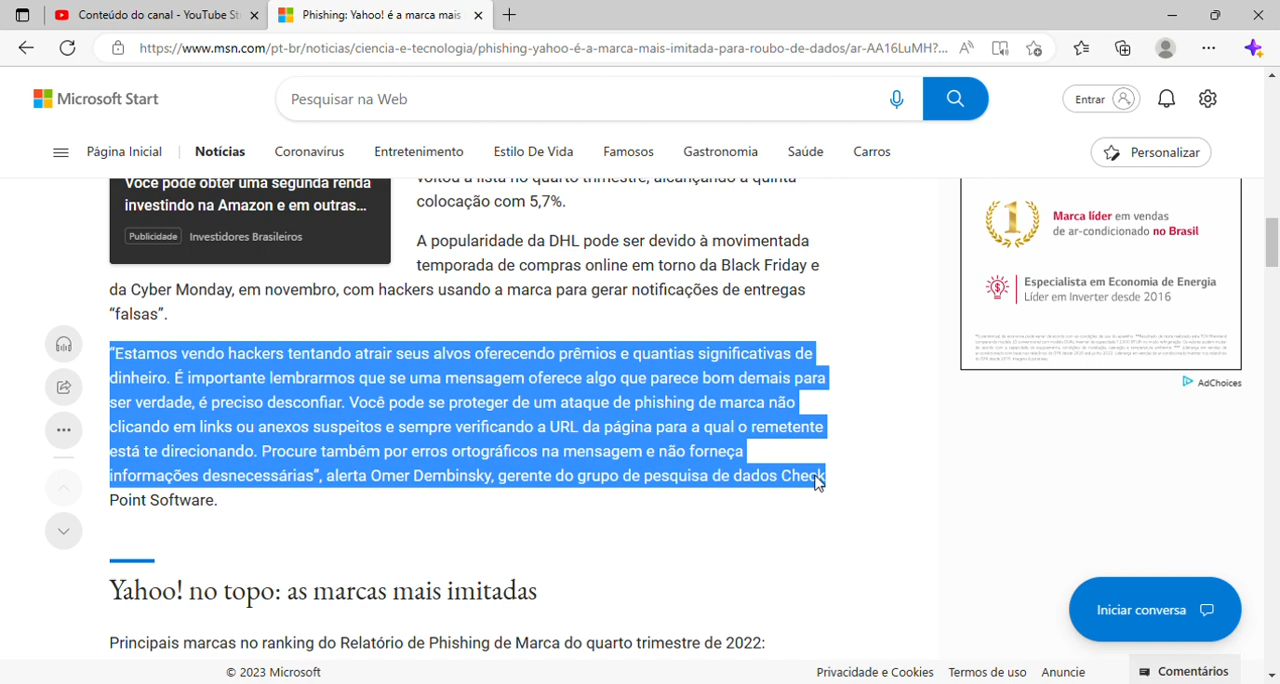 Conteúdo do canal - YouTube St
Phishing: Yahoo! é a marca mais
https://www.msn.com/pt-br/noticias/ciencia-e-tecnologia/phishing-yahoo-é-a-marca-mais-imitada-para-roubo-de-dados/ar-AA16LuMH?...
Microsoft Start
Pesquisar na Web
Entrar
Página Inicial
Notícias
Coronavírus
Entretenimento
Estilo De Vida
Famosos
Gastronomia
Saúde
Carros
Personalizar
Você pode obter uma segunda renda
investindo na Amazon e em outras...
Publicidade Investidores Brasileiros
voltou à lista no quarto trimestre, alcançando a quinta
colocação com 5,7%.
A popularidade da DHL pode ser devido à movimentada
temporada de compras online em torno da Black Friday e
da Cyber Monday, em novembro, com hackers usando a marca para gerar notificações de entregas
“falsas”.
“Estamos vendo hackers tentando atrair seus alvos oferecendo prêmios e quantias significativas de
dinheiro. É importante lembrarmos que se uma mensagem oferece algo que parece bom demais para
ser verdade, é preciso desconfiar. Você pode se proteger de um ataque de phishing de marca não
clicando em links ou anexos suspeitos e sempre verificando a URL da página para a qual o remetente
está te direcionando. Procure também por erros ortográficos na mensagem e não forneça
informações desnecessárias”, alerta Omer Dembinsky, gerente do grupo de pesquisa de dados Check
Point Software.
Yahoo! no topo: as marcas mais imitadas
Principais marcas no ranking do Relatório de Phishing de Marca do quarto trimestre de 2022:
1
Marca líder em vendas
de ar-condicionado no Brasil
Especialista em Economia de Energia
Líder em Inverter desde 2016
AdChoices
Iniciar conversa
© 2023 Microsoft
Privacidade e Cookies
Termos de uso
Anuncie
Comentários